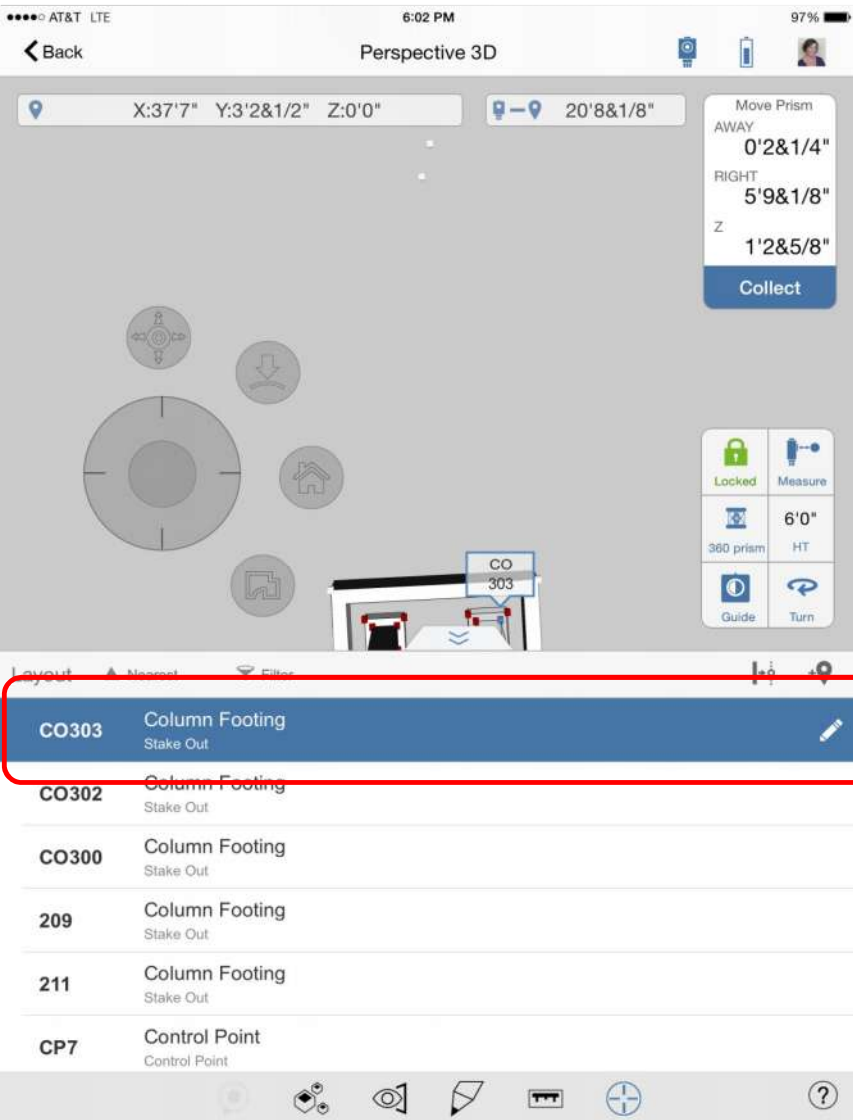 AT&T LTE 6:02 PM 97%
Back Perspective 3D
X:37'7" Y:3'2&1/2" Z:0'0" 20'8&1/8"
Move Prism
AWAY
0'2&1/4"
RIGHT
5'9&1/8"
Z
1'2&5/8"
Collect
Locked Measure
6'0"
360 prism HT
Guide Turn
CO
303
Layout Nearest Filter
CO303 Column Footing
Stake Out
CO302 Column Footing
Stake Out
CO300 Column Footing
Stake Out
209 Column Footing
Stake Out
211 Column Footing
Stake Out
CP7 Control Point
Control Point
?